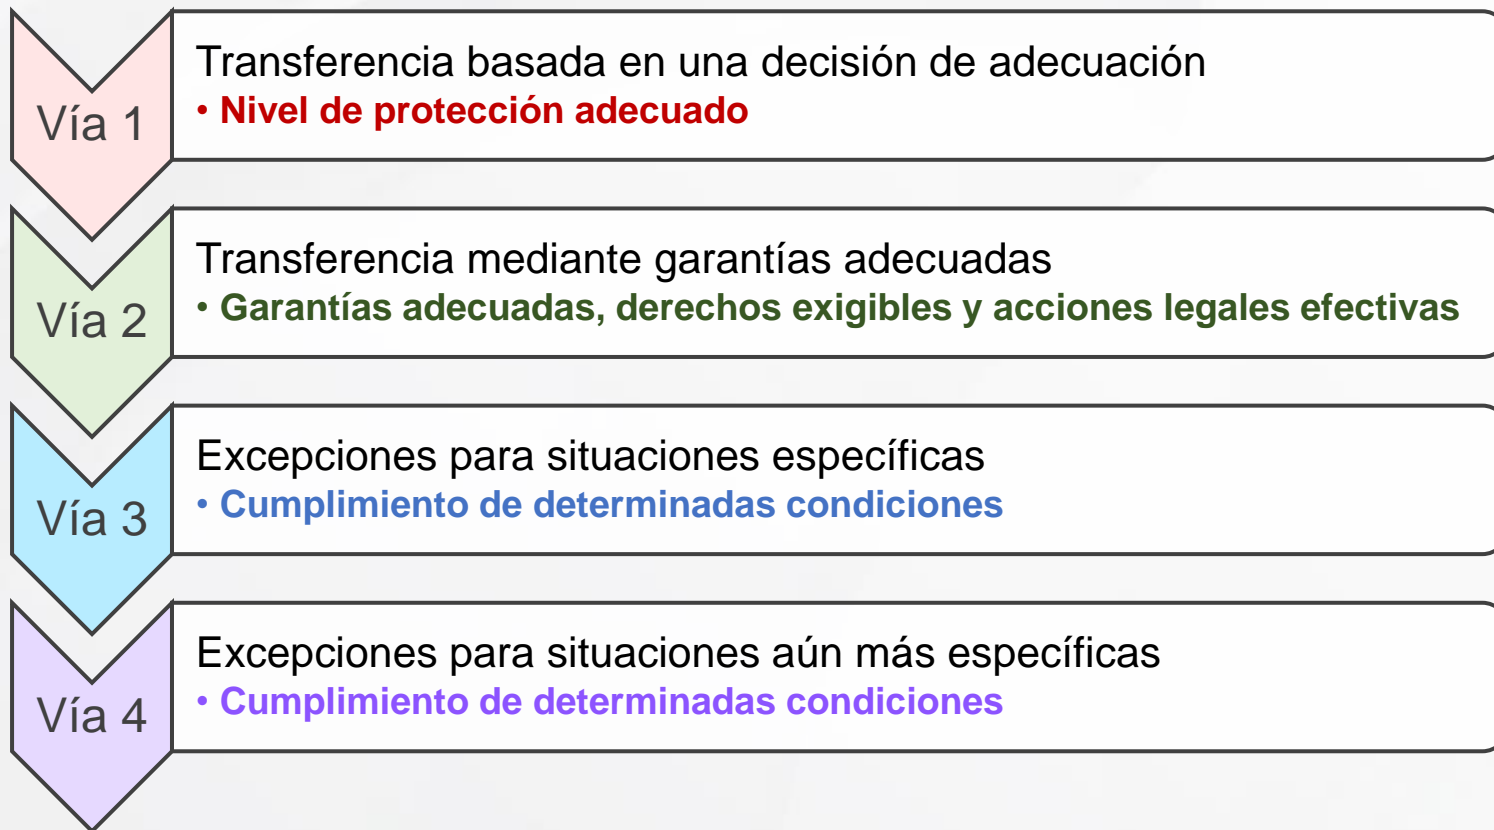 Vía 1
Transferencia basada en una decisión de adecuación
• Nivel de protección adecuado
Vía 2
Transferencia mediante garantías adecuadas
• Garantías adecuadas, derechos exigibles y acciones legales efectivas
Vía 3
Excepciones para situaciones específicas
• Cumplimiento de determinadas condiciones
Vía 4
Excepciones para situaciones aún más específicas
• Cumplimiento de determinadas condiciones